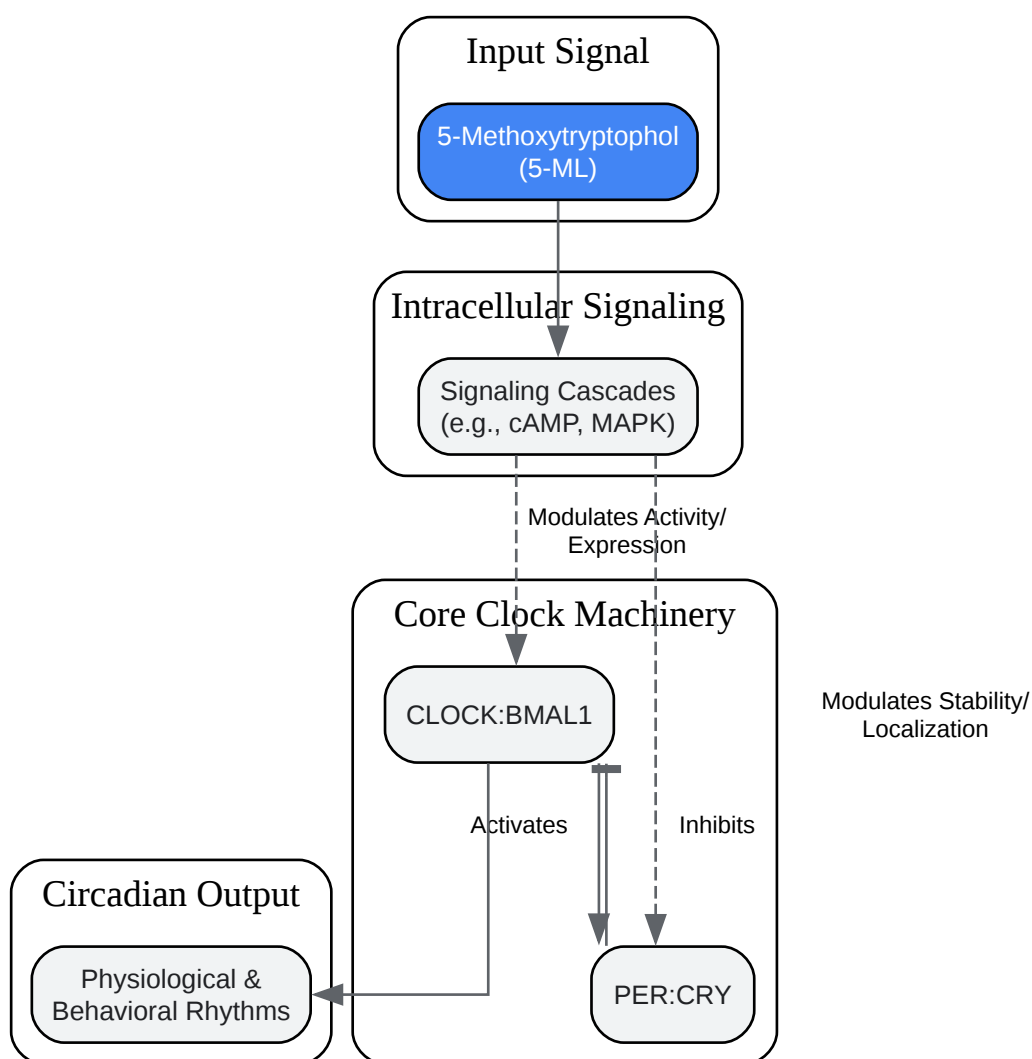 Input Signal
5-Methoxytryptophol
(5-ML)
Intracellular Signaling
Signaling Cascades
(e.g., cAMP, MAPK)
Modulates Activity/
Expression
Core Clock Machinery
CLOCK:BMAL1
Modulates Stability/
Localization
Activates
Inhibits
Circadian Output
Physiological &
Behavioral Rhythms
PER:CRY